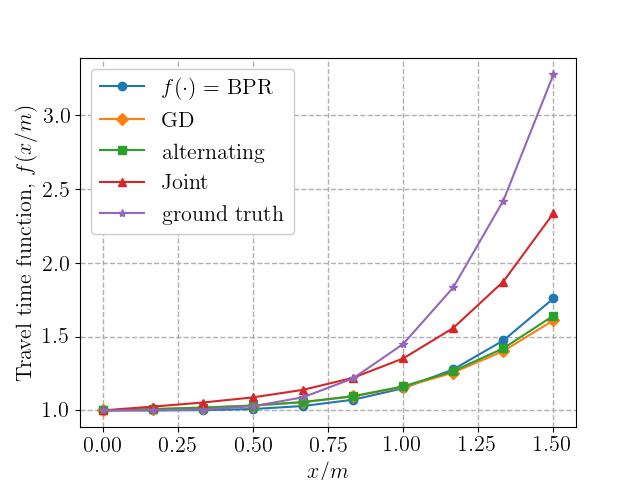 f(·) = BPR
GD
alternating
Joint
ground truth
Travel time function, f(x/m)
3.0
2.5
2.0
1.5
1.0
0.00 0.25 0.50 0.75 1.00 1.25 1.50
x/m